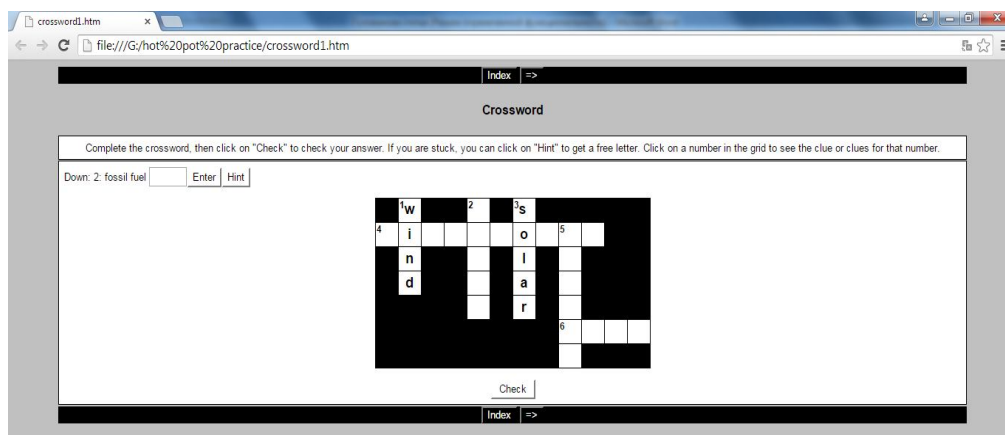 crossword1.htm
file:///G:/hot%20pot%20practice/crossword1.htm
Index =>
Crossword
Complete the crossword, then click on "Check" to check your answer. If you are stuck, you can click on "Hint" to get a free letter. Click on a number in the grid to see the clue or clues for that number.
Down: 2: fossil fuel Enter Hint
1 w 2 3 s
4 i o 5
n l
d a
r
6
Check
Index =>